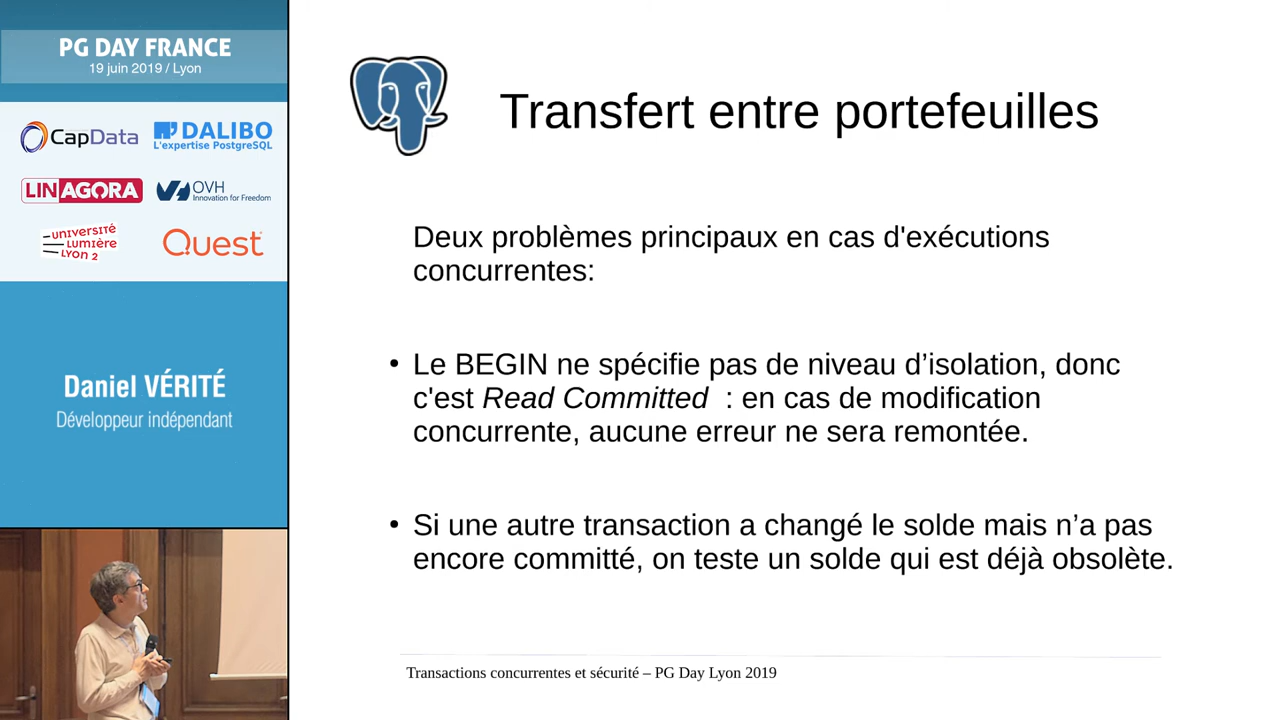 PG DAY FRANCE
19 juin 2019 / Lyon
CapData
DALIBO
L'expertise PostgreSQL
LINAGORA
OVH
Innovation for Freedom
UNIVERSITÉ
LUMIÈRE
LYON 2
Quest
Daniel VÉRITÉ
Développeur indépendant
Transfert entre portefeuilles
Deux problèmes principaux en cas d'exécutions
concurrentes:
• Le BEGIN ne spécifie pas de niveau d’isolation, donc
c'est Read Committed : en cas de modification
concurrente, aucune erreur ne sera remontée.
• Si une autre transaction a changé le solde mais n’a pas
encore committé, on teste un solde qui est déjà obsolète.
Transactions concurrentes et sécurité – PG Day Lyon 2019